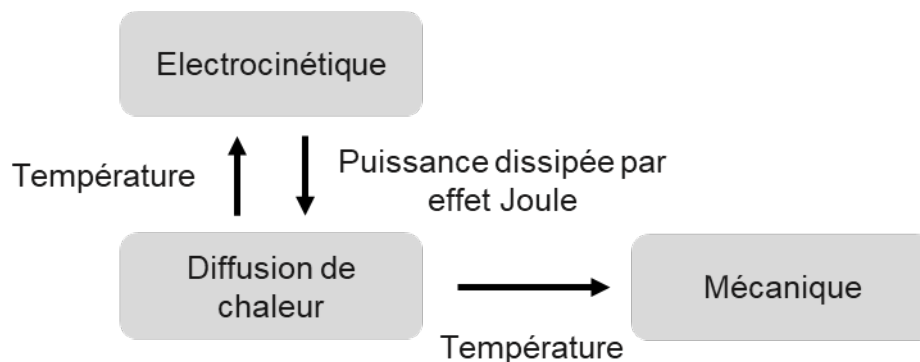 Electrocinétique
Température
Puissance dissipée par
effet Joule
Diffusion de
chaleur
Mécanique
Température